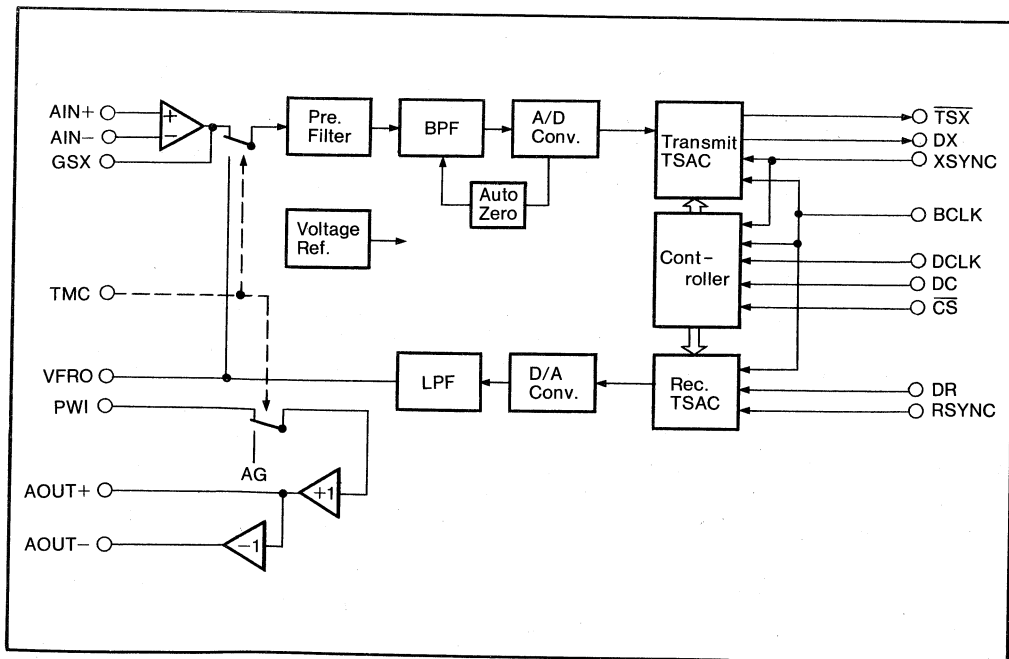 AIN+
AIN−
GSX
+
−
Pre.
Filter
BPF
A/D
Conv.
Auto
Zero
Transmit
TSAC
TSX
DX
XSYNC
BCLK
Voltage
Ref.
Cont-
roller
DCLK
DC
CS
TMC
VFRO
PWI
LPF
D/A
Conv.
Rec.
TSAC
DR
RSYNC
AG
AOUT+
+1
AOUT−
−1